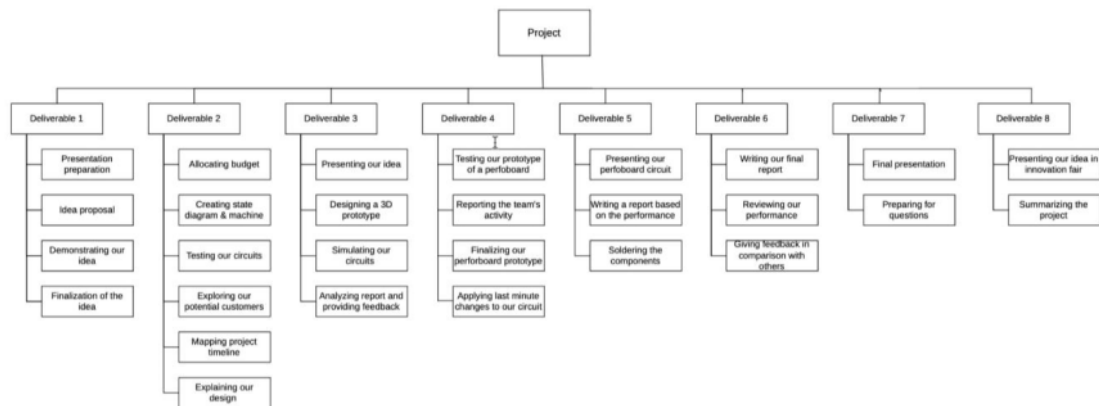 Project
Deliverable 1
Deliverable 2
Deliverable 3
Deliverable 4
Deliverable 5
Deliverable 6
Deliverable 7
Deliverable 8
Presentation
preparation
Idea proposal
Demonstrating our
idea
Finalization of the
idea
Allocating budget
Creating state
diagram & machine
Testing our circuits
Exploring our
potential customers
Mapping project
timeline
Explaining our
design
Presenting our idea
Designing a 3D
prototype
Simulating our
circuits
Analyzing report and
providing feedback
Testing our prototype
of a perfoboard
Reporting the team's
activity
Finalizing our
perforboard prototype
Applying last minute
changes to our circuit
Presenting our
perfoboard circuit
Writing a report based
on the performance
Soldering the
components
Writing our final
report
Reviewing our
performance
Giving feedback in
comparison with
others
Final presentation
Preparing for
questions
Presenting our idea in
innovation fair
Summarizing the
project